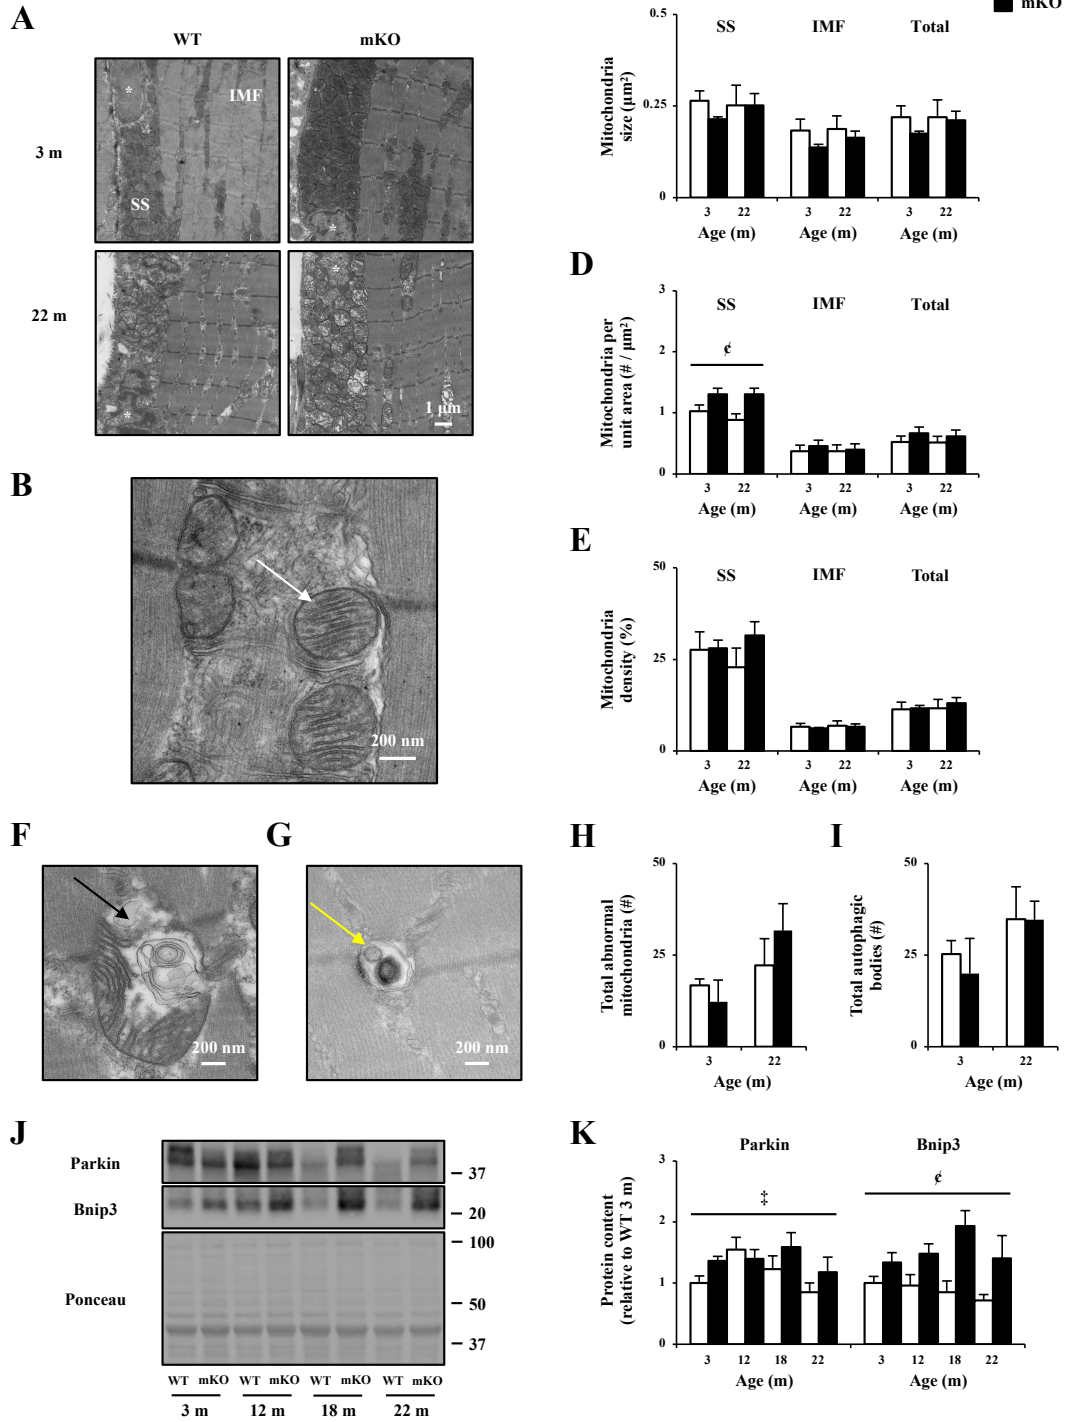 A
WT
mKO
3 m
22 m
*
*
IMF
SS
*
*
*
1 µm
mKO
Mitochondria size (µm²)
0.5
0.25
0
SS
IMF
Total
3 22 3 22 3 22
Age (m) Age (m) Age (m)
D
Mitochondria per unit area (# / µm²)
3
2
1
0
SS
IMF
Total
¢
3 22 3 22 3 22
Age (m) Age (m) Age (m)
B
200 nm
E
Mitochondria density (%)
50
25
0
SS
IMF
Total
3 22 3 22 3 22
Age (m) Age (m) Age (m)
F
200 nm
G
200 nm
H
Total abnormal mitochondria (#)
50
25
0
3 22
Age (m)
I
Total autophagic bodies (#)
50
25
0
3 22
Age (m)
J
Parkin
37
Bnip3
20
Ponceau
100
50
37
WT mKO WT mKO WT mKO WT mKO
3 m 12 m 18 m 22 m
K
Protein content (relative to WT 3 m)
3
2
1
0
Parkin
Bnip3
‡
¢
3 12 18 22 3 12 18 22
Age (m) Age (m)